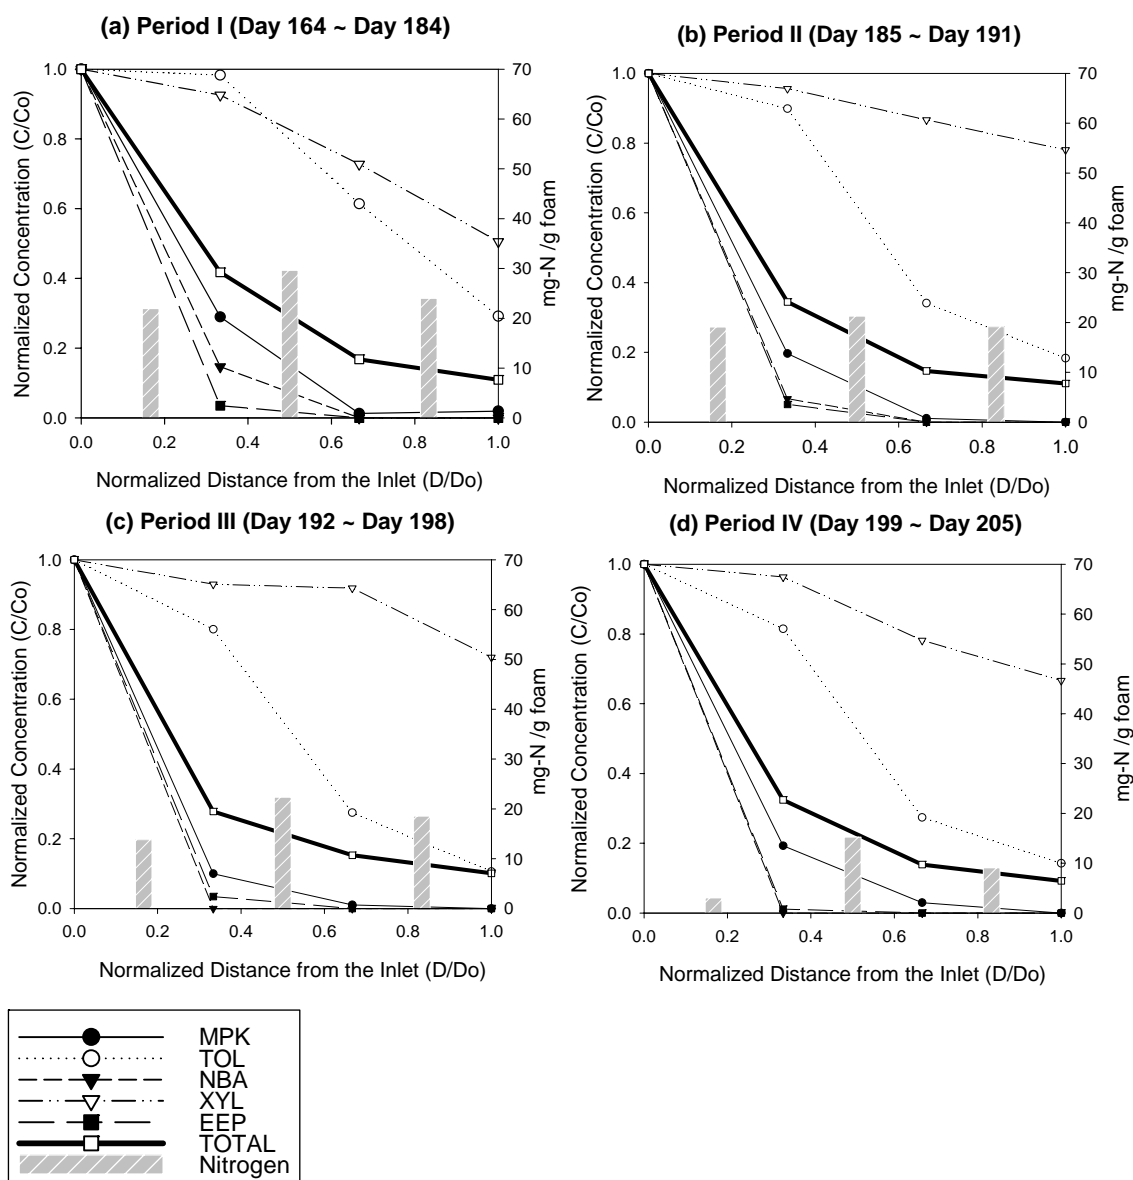 (a) Period I (Day 164 ~ Day 184)
1.0
0.8
0.6
0.4
0.2
0.0
Normalized Concentration (C/Co)
70
60
50
40
30
20
10
0
mg-N /g foam
0.0 0.2 0.4 0.6 0.8 1.0
Normalized Distance from the Inlet (D/Do)
(b) Period II (Day 185 ~ Day 191)
1.0
0.8
0.6
0.4
0.2
0.0
Normalized Concentration (C/Co)
70
60
50
40
30
20
10
0
mg-N /g foam
0.0 0.2 0.4 0.6 0.8 1.0
Normalized Distance from the Inlet (D/Do)
(c) Period III (Day 192 ~ Day 198)
1.0
0.8
0.6
0.4
0.2
0.0
Normalized Concentration (C/Co)
70
60
50
40
30
20
10
0
mg-N /g foam
0.0 0.2 0.4 0.6 0.8 1.0
Normalized Distance from the Inlet (D/Do)
(d) Period IV (Day 199 ~ Day 205)
1.0
0.8
0.6
0.4
0.2
0.0
Normalized Concentration (C/Co)
70
60
50
40
30
20
10
0
mg-N /g foam
0.0 0.2 0.4 0.6 0.8 1.0
Normalized Distance from the Inlet (D/Do)
MPK
TOL
NBA
XYL
EEP
TOTAL
Nitrogen